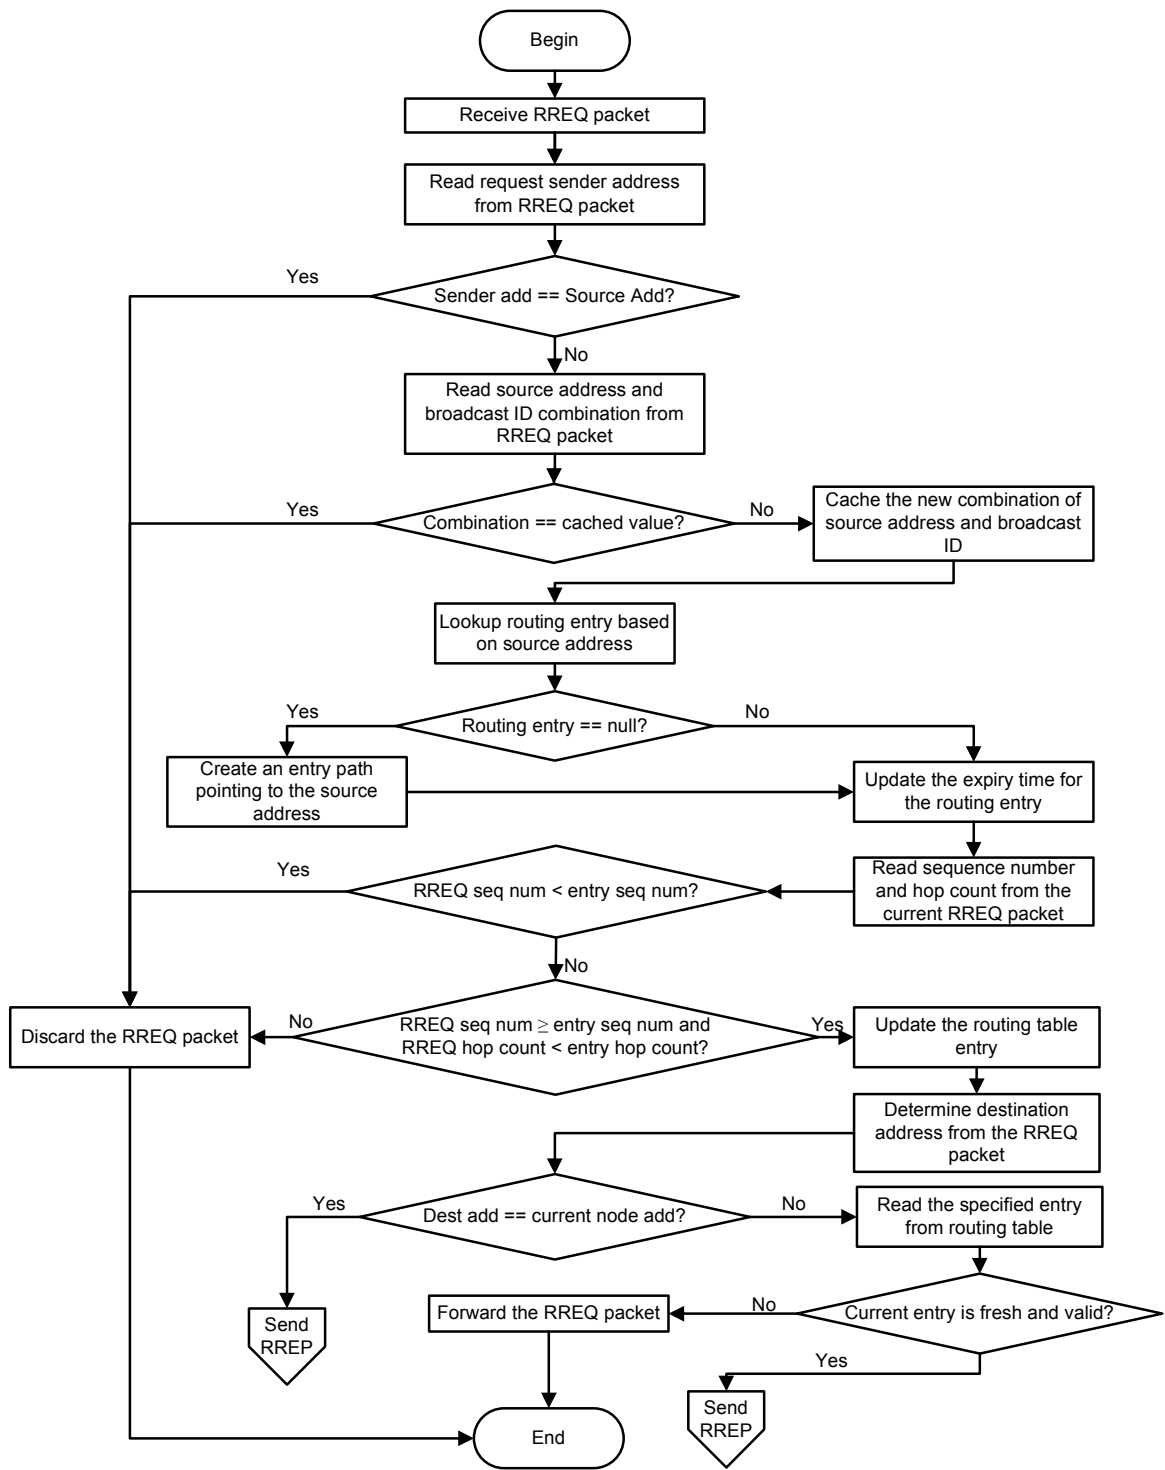 Begin
Receive RREQ packet
Read request sender address
from RREQ packet
Yes
Sender add == Source Add?
No
Read source address and
broadcast ID combination from
RREQ packet
Yes
Combination == cached value?
No
Cache the new combination of
source address and broadcast
ID
Lookup routing entry based
on source address
Yes
Routing entry == null?
No
Create an entry path
pointing to the source
address
Update the expiry time for
the routing entry
Yes
RREQ seq num < entry seq num?
Read sequence number
and hop count from the
current RREQ packet
No
Discard the RREQ packet
No
RREQ seq num ≥ entry seq num and
RREQ hop count < entry hop count?
Yes
Update the routing table
entry
Determine destination
address from the RREQ
packet
Yes
Dest add == current node add?
No
Read the specified entry
from routing table
Send
RREP
Forward the RREQ packet
No
Current entry is fresh and valid?
Yes
Send
RREP
End